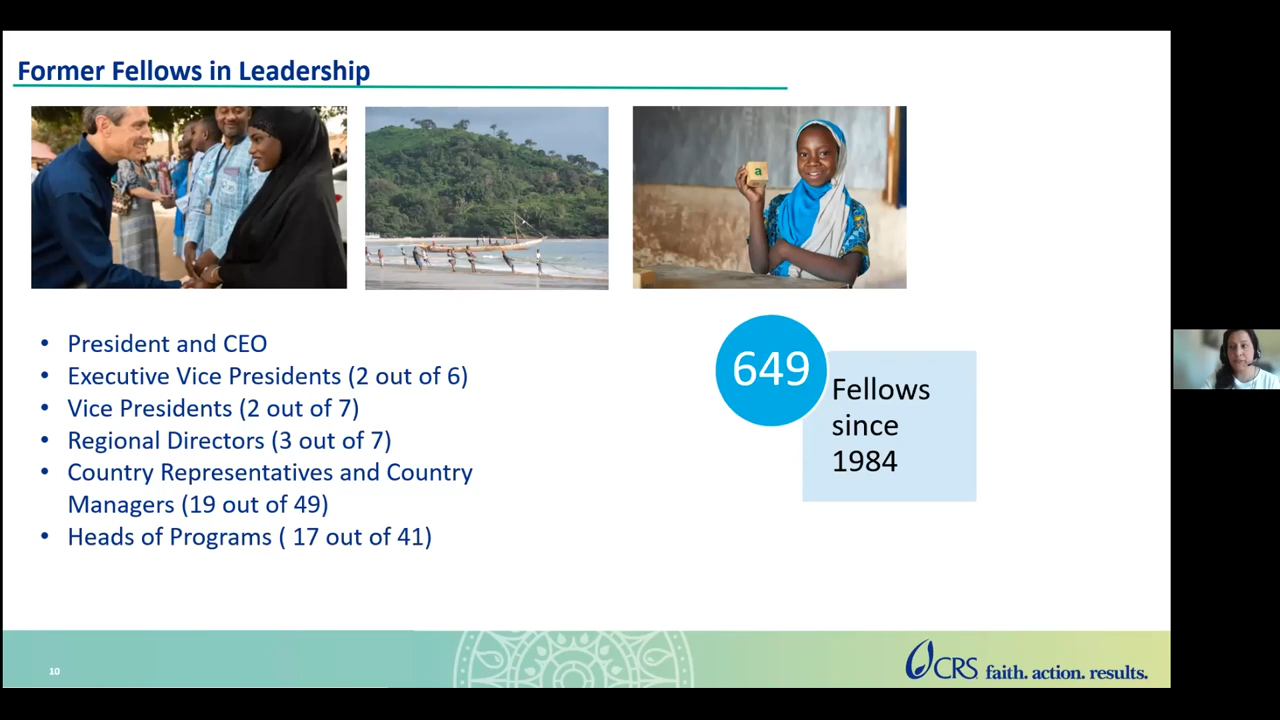 Former Fellows in Leadership
a
• President and CEO
• Executive Vice Presidents (2 out of 6)
• Vice Presidents (2 out of 7)
• Regional Directors (3 out of 7)
• Country Representatives and Country
Managers (19 out of 49)
• Heads of Programs ( 17 out of 41)
649
Fellows
since
1984
10
CRS faith. action. results.